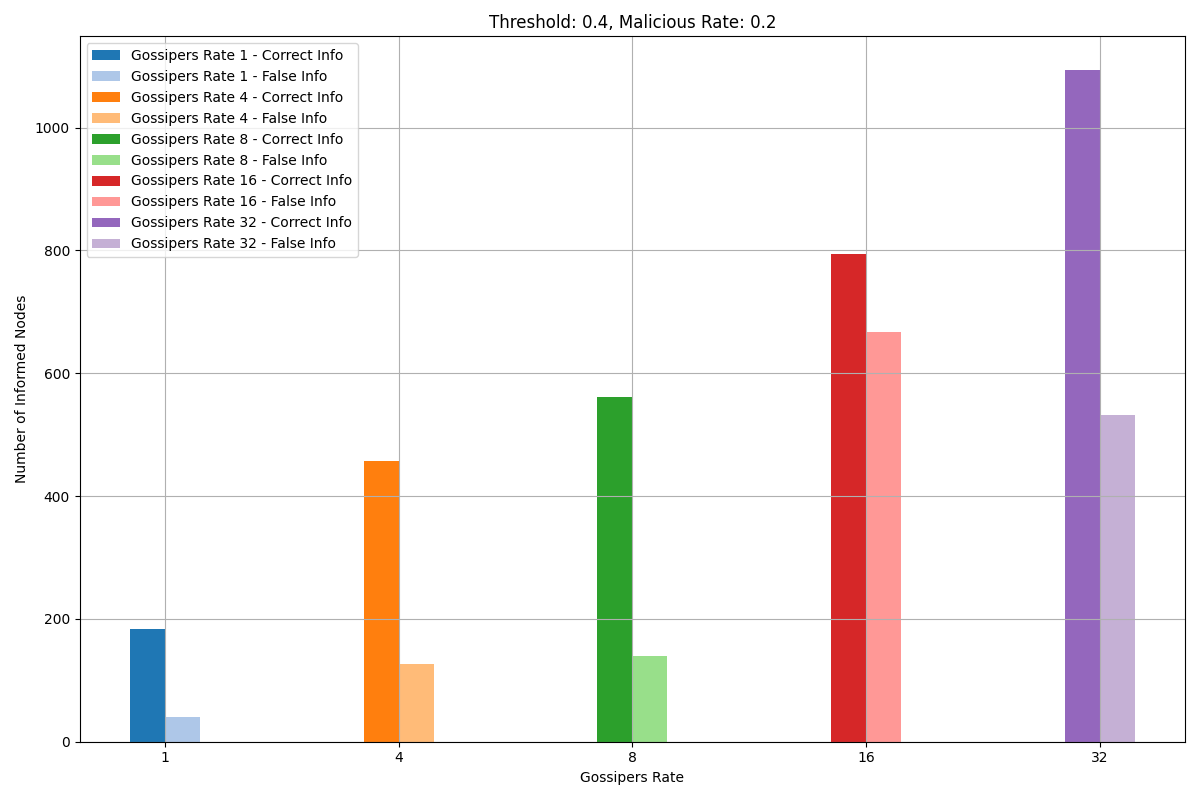 Threshold: 0.4, Malicious Rate: 0.2
Gossipers Rate 1 - Correct Info
Gossipers Rate 1 - False Info
Gossipers Rate 4 - Correct Info
Gossipers Rate 4 - False Info
Gossipers Rate 8 - Correct Info
Gossipers Rate 8 - False Info
Gossipers Rate 16 - Correct Info
Gossipers Rate 16 - False Info
Gossipers Rate 32 - Correct Info
Gossipers Rate 32 - False Info
Number of Informed Nodes
1000
800
600
400
200
0
1 4 8 16 32
Gossipers Rate